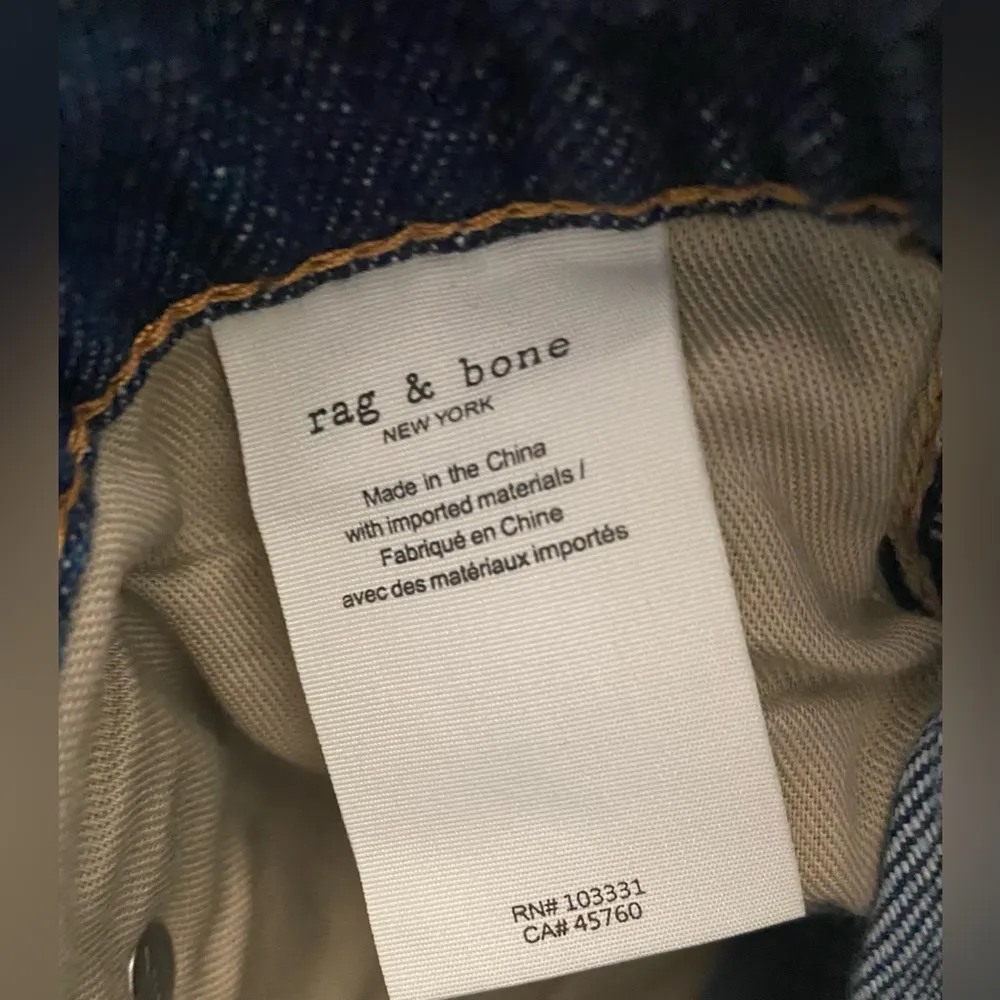 rag & bone
NEW YORK
Made in the China
with imported materials /
Fabriqué en Chine
avec des matériaux importés
RN# 103331
CA# 45760